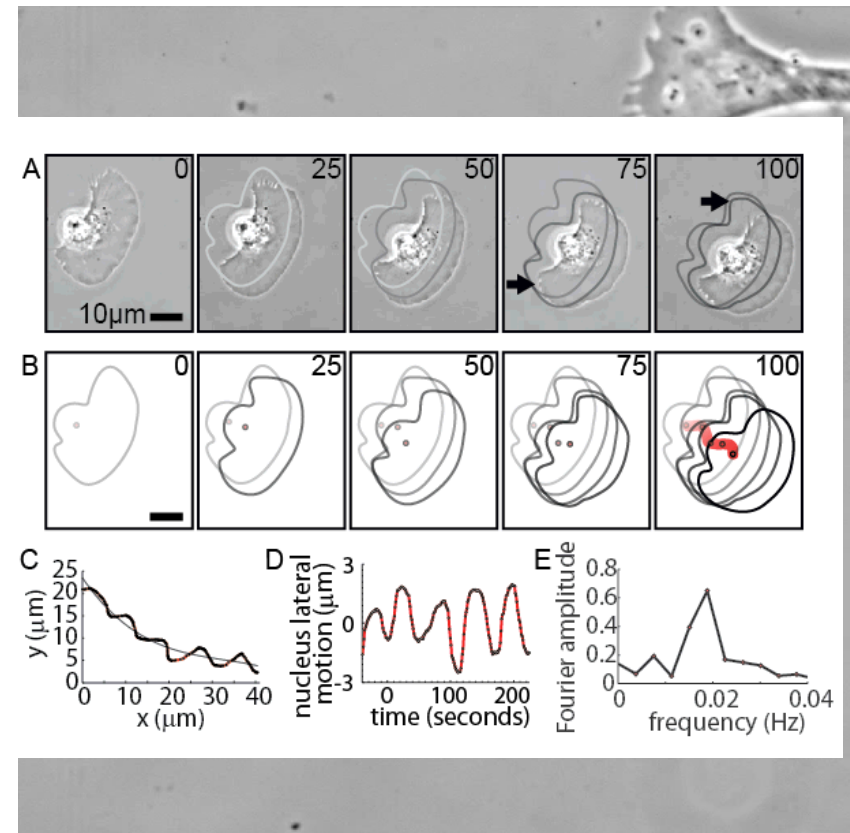 A 0 25 50 75 100
10μm
B 0 25 50 75 100
C
25
20
15
10
5
0
y (μm)
0 10 20 30 40
x (μm)
D
nucleus lateral
motion (μm)
3
0
-3
0 100 200
time (seconds)
E
Fourier amplitude
0.8
0.6
0.4
0.2
0
0 0.02 0.04
frequency (Hz)